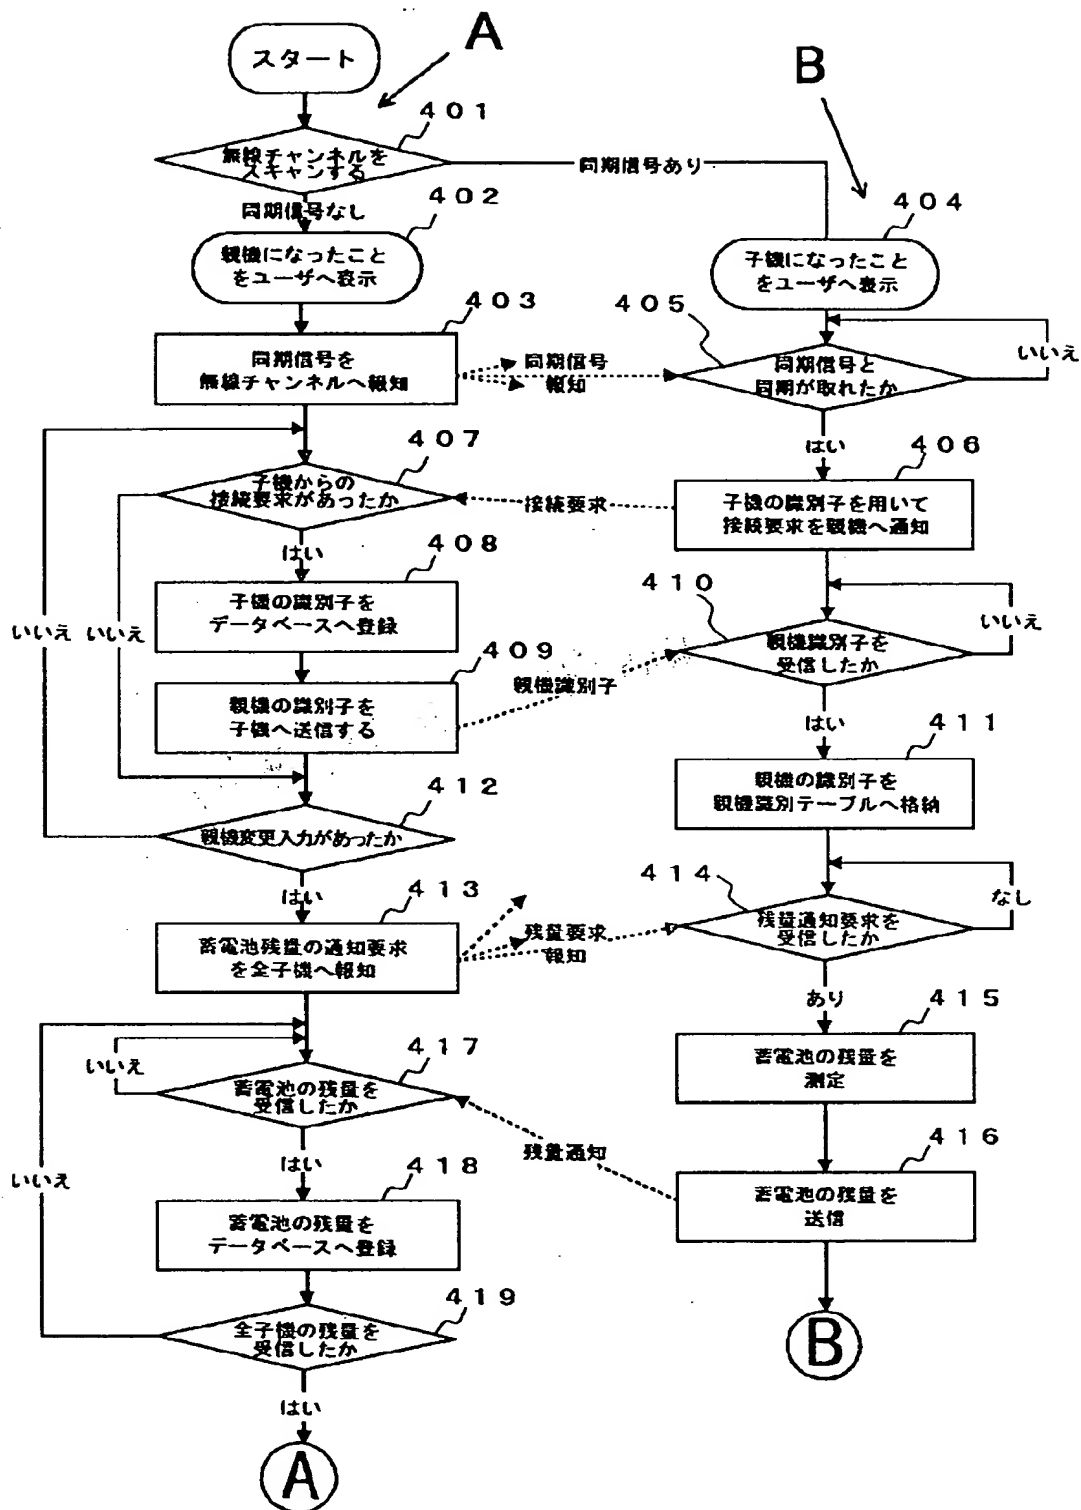 スタート
A
B
401
無線チャンネルを
スキャンする
同期信号あり
同期信号なし
402
親機になったこと
をユーザへ表示
404
子機になったこと
をユーザへ表示
403
同期信号を
無線チャンネルへ報知
同期信号
報知
405
同期信号と
同期が取れたか
いいえ
はい
407
子機からの
接続要求があったか
接続要求
406
子機の識別子を用いて
接続要求を親機へ通知
はい
408
子機の識別子を
データベースへ登録
いいえ
いいえ
409
親機の識別子を
子機へ送信する
親機識別子
410
親機識別子を
受信したか
いいえ
はい
411
親機の識別子を
親機識別テーブルへ格納
412
親機変更入力があったか
はい
413
蓄電池残量の通知要求
を全子機へ報知
残量要求
報知
414
残量通知要求を
受信したか
なし
あり
415
蓄電池の残量を
測定
417
蓄電池の残量を
受信したか
いいえ
はい
残量通知
416
蓄電池の残量を
送信
418
蓄電池の残量を
データベースへ登録
いいえ
419
全子機の残量を
受信したか
はい
A
B